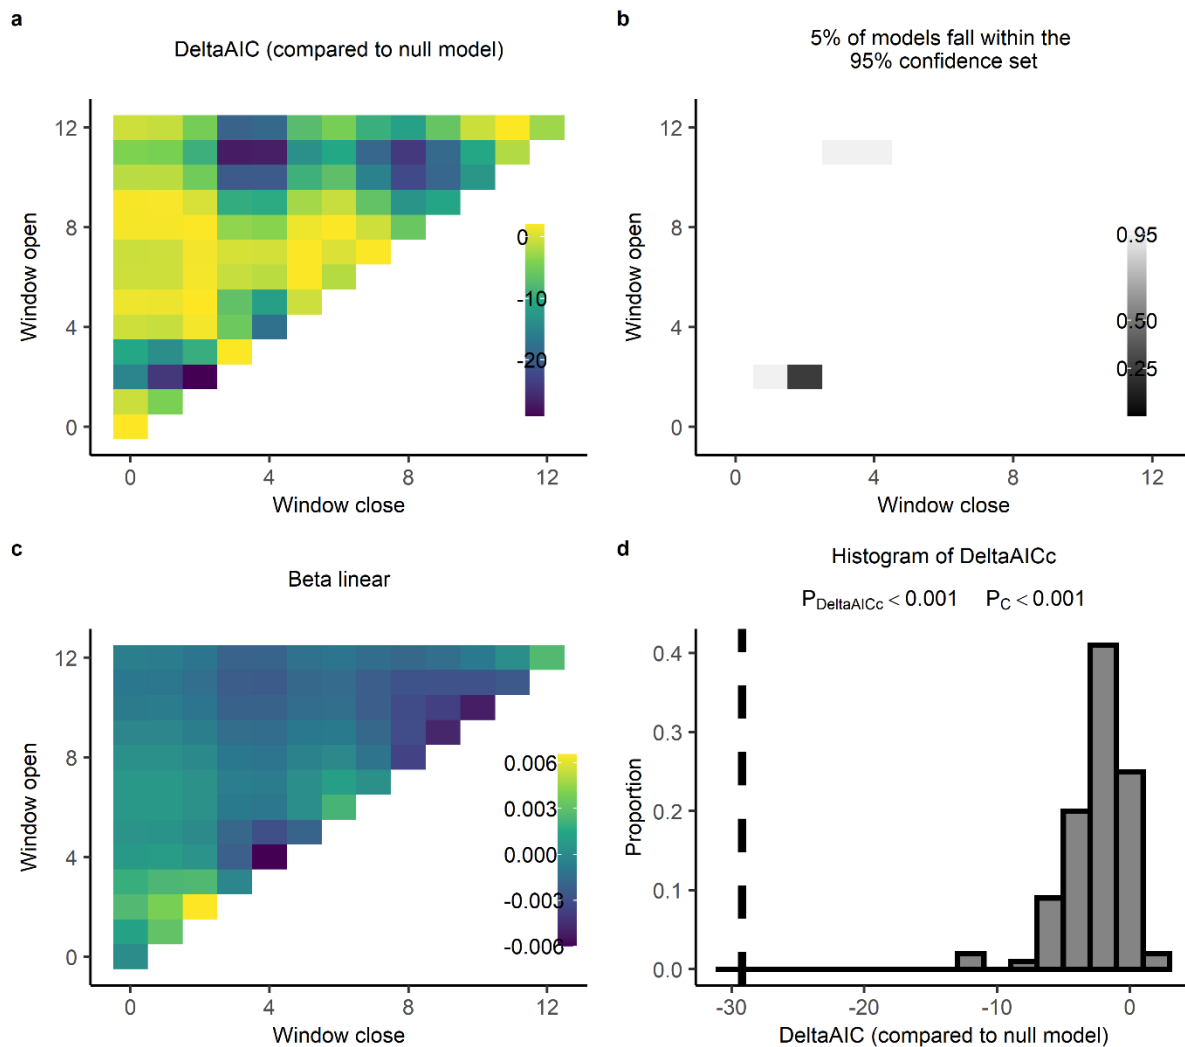 a
DeltaAIC (compared to null model)
12
8
4
0
Window open
0
-10
-20
0 4 8 12
Window close
b
5% of models fall within the
95% confidence set
12
8
4
0
Window open
0.95
0.50
0.25
0 4 8 12
Window close
c
Beta linear
12
8
4
0
Window open
0.006
0.003
0.000
-0.003
-0.006
0 4 8 12
Window close
d
Histogram of DeltaAICc
P_DeltaAICc < 0.001 P_C < 0.001
0.4
0.3
0.2
0.1
0.0
Proportion
-30 -20 -10 0
DeltaAIC (compared to null model)